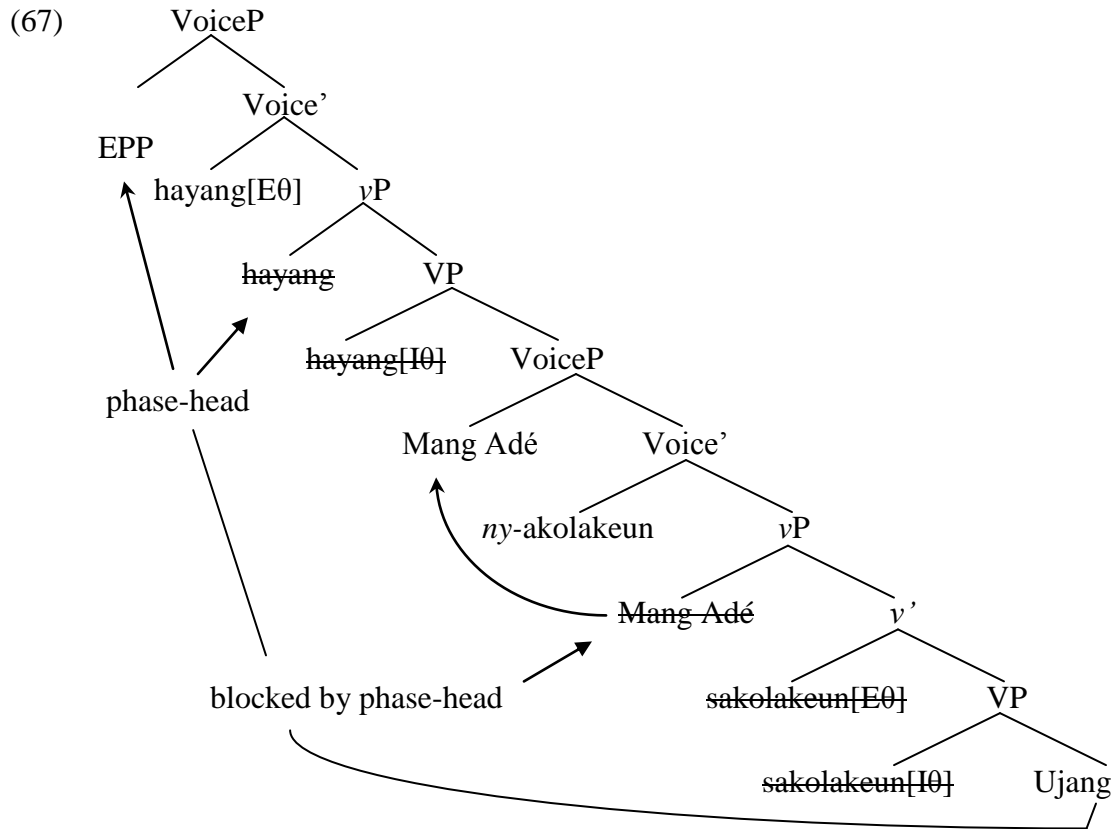 (67) VoiceP
Voice’
EPP
hayang[Eθ] vP
hayang VP
hayang[Iθ] VoiceP
phase-head
Mang Adé Voice’
ny-akolakeun vP
Mang Adé v’
blocked by phase-head sakolakeun[Eθ] VP
sakolakeun[Iθ] Ujang